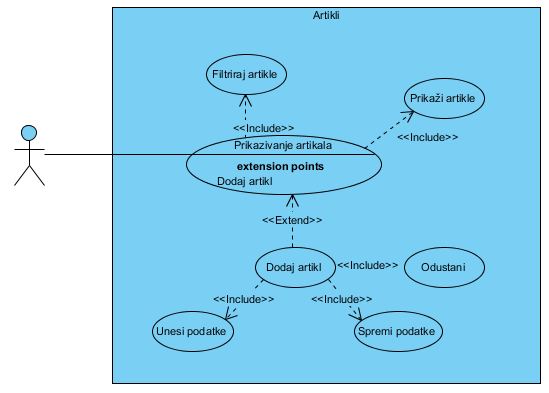 Artikli
Filtriraj artikle
Prikaži artikle
<<Include>>
<<Include>>
Prikazivanje artikala
extension points
Dodaj artikl
<<Extend>>
Dodaj artikl
<<Include>>
Odustani
<<Include>>
<<Include>>
Unesi podatke
Spremi podatke